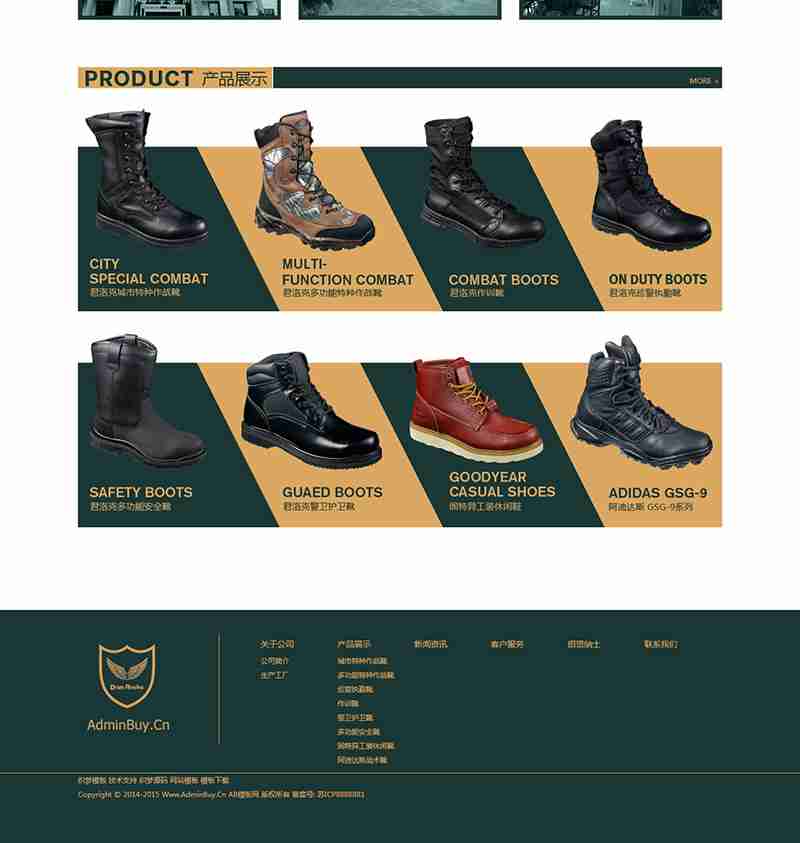 PRODUCT 产品展示
MORE +
CITY
SPECIAL COMBAT
君洛克城市特种作战靴
MULTI-
FUNCTION COMBAT
君洛克多功能特种作战靴
COMBAT BOOTS
君洛克作训靴
ON DUTY BOOTS
君洛克巡警执勤靴
SAFETY BOOTS
君洛克多功能安全靴
GUAED BOOTS
君洛克警卫护卫靴
GOODYEAR
CASUAL SHOES
固特异工装休闲鞋
ADIDAS GSG-9
阿迪达斯 GSG-9系列
AdminBuy.Cn
关于公司
公司简介
生产工厂
产品展示
城市特种作战靴
多功能特种作战靴
巡警执勤靴
作训靴
警卫护卫靴
多功能安全靴
固特异工装休闲靴
阿迪达斯战术靴
新闻资讯
客户服务
招贤纳士
联系我们
织梦模板 技术支持 织梦源码 网站模板 模板下载
Copyright © 2014-2015 Www.AdminBuy.Cn AB模板网 版权所有 备案号: 苏ICP8888881